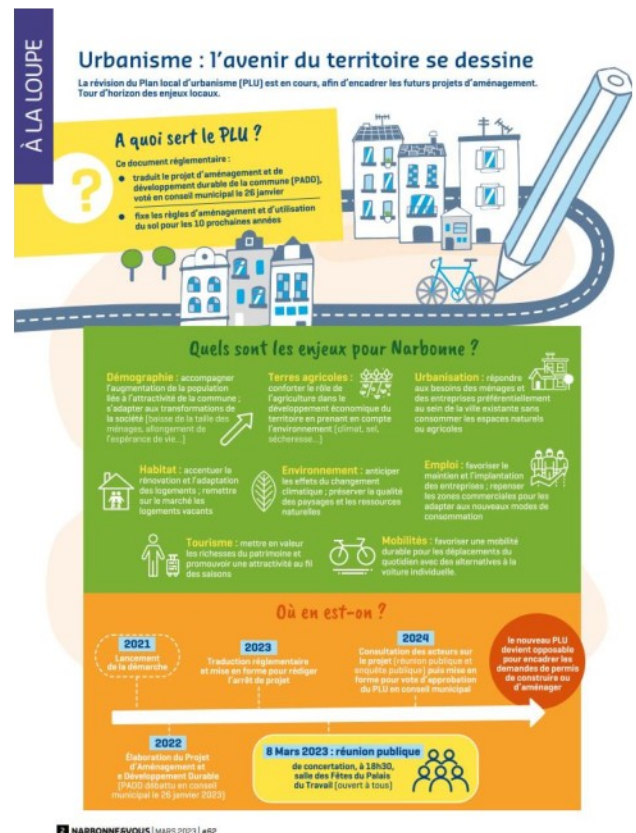 À LA LOUPE
Urbanisme : l’avenir du territoire se dessine
La révision du Plan local d’urbanisme (PLU) est en cours, afin d’encadrer les futurs projets d’aménagement.
Tour d’horizon des enjeux locaux.
A quoi sert le PLU ?
?
Ce document réglementaire :
● traduit le projet d’aménagement et de
développement durable de la commune (PADD),
voté en conseil municipal le 26 janvier
● fixe les règles d’aménagement et d’utilisation
du sol pour les 10 prochaines années
Quels sont les enjeux pour Narbonne ?
Démographie : accompagner
l’augmentation de la population
liée à l’attractivité de la commune ;
s’adapter aux transformations de
la société (baisse de la taille des
ménages, allongement de
l’espérance de vie...)
Terres agricoles :
conforter le rôle de
l’agriculture dans le
développement économique du
territoire en prenant en compte
l’environnement (climat, sel,
sécheresse...)
Urbanisation : répondre
aux besoins des ménages et
des entreprises préférentiellement
au sein de la ville existante sans
consommer les espaces naturels
ou agricoles
Habitat : accentuer la
rénovation et l’adaptation
des logements ; remettre
sur le marché les
logements vacants
Environnement : anticiper
les effets du changement
climatique ; préserver la qualité
des paysages et les ressources
naturelles
Emploi : favoriser le
maintien et l’implantation
des entreprises ; repenser
les zones commerciales pour les
adapter aux nouveaux modes de
consommation
Tourisme : mettre en valeur
les richesses du patrimoine et
promouvoir une attractivité au fil
des saisons
Mobilités : favoriser une mobilité
durable pour les déplacements du
quotidien avec des alternatives à la
voiture individuelle.
Où en est-on ?
2021
Lancement
de la démarche
2023
Traduction réglementaire
et mise en forme pour rédiger
l’arrêt de projet
2024
Consultation des acteurs sur
le projet (réunion publique et
enquête publique) puis mise en
forme pour vote d’approbation
du PLU en conseil municipal
le nouveau PLU
devient opposable
pour encadrer les
demandes de permis
de construire ou
d’aménager
2022
Élaboration du Projet
d’Aménagement et
e Développement Durable
(PADD débattu en conseil
municipal le 26 janvier 2023)
8 Mars 2023 : réunion publique
de concertation, à 18h30,
salle des Fêtes du Palais
du Travail (ouvert à tous)
2 NARBONNE&VOUS | MARS 2023 | #62